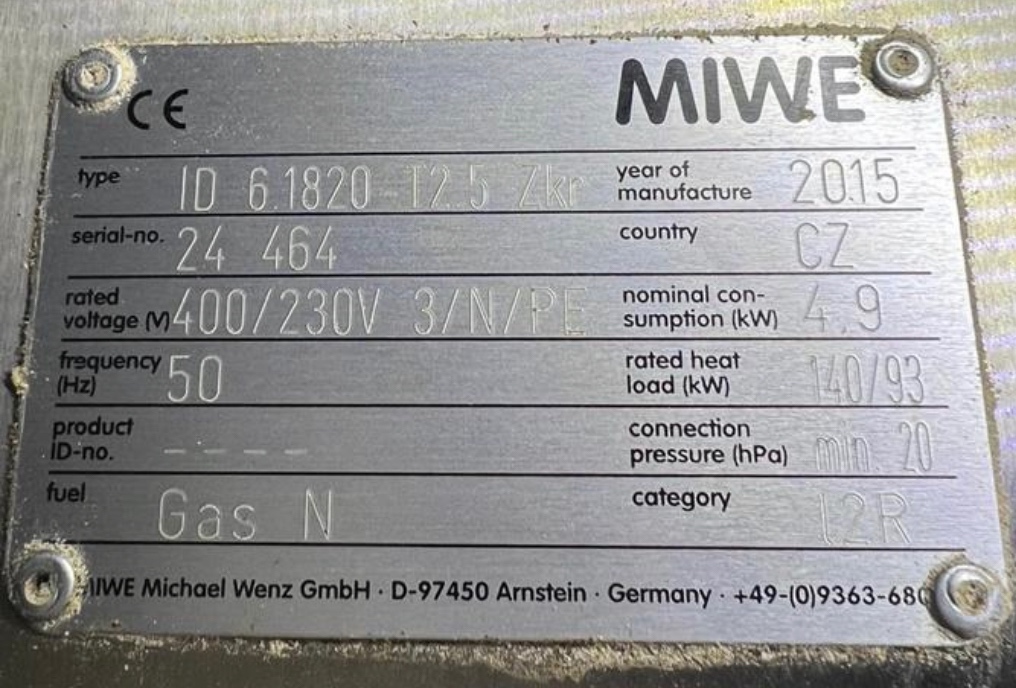 CE MIWE
type ID 6.1820-T2.5 Zkr year of manufacture 2015
serial-no. 24 464 country CZ
rated voltage (V) 400/230V 3/N/PE nominal con-sumption (kW) 4.9
frequency (Hz) 50 rated heat load (kW) 140/93
product ID-no. ---- connection pressure (hPa) min. 20
fuel Gas N category I2R
MIWE Michael Wenz GmbH · D-97450 Arnstein · Germany · +49-(0)9363-680